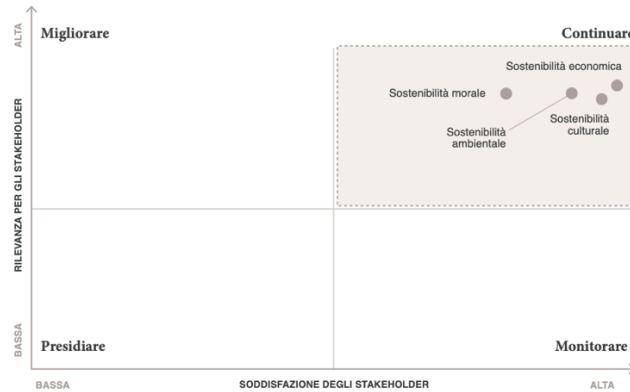 ALTA
Migliorare
Continuare
Sostenibilità economica
Sostenibilità morale
Sostenibilità
culturale
Sostenibilità
ambientale
RILEVANZA PER GLI STAKEHOLDER
BASSA
Presidiare
Monitorare
BASSA
SODDISFAZIONE DEGLI STAKEHOLDER
ALTA